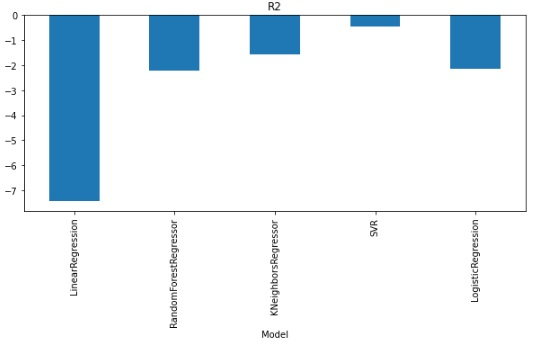 R2
0
−1
−2
−3
−4
−5
−6
−7
LinearRegression
RandomForestRegressor
KNeighborsRegressor
SVR
LogisticRegression
Model